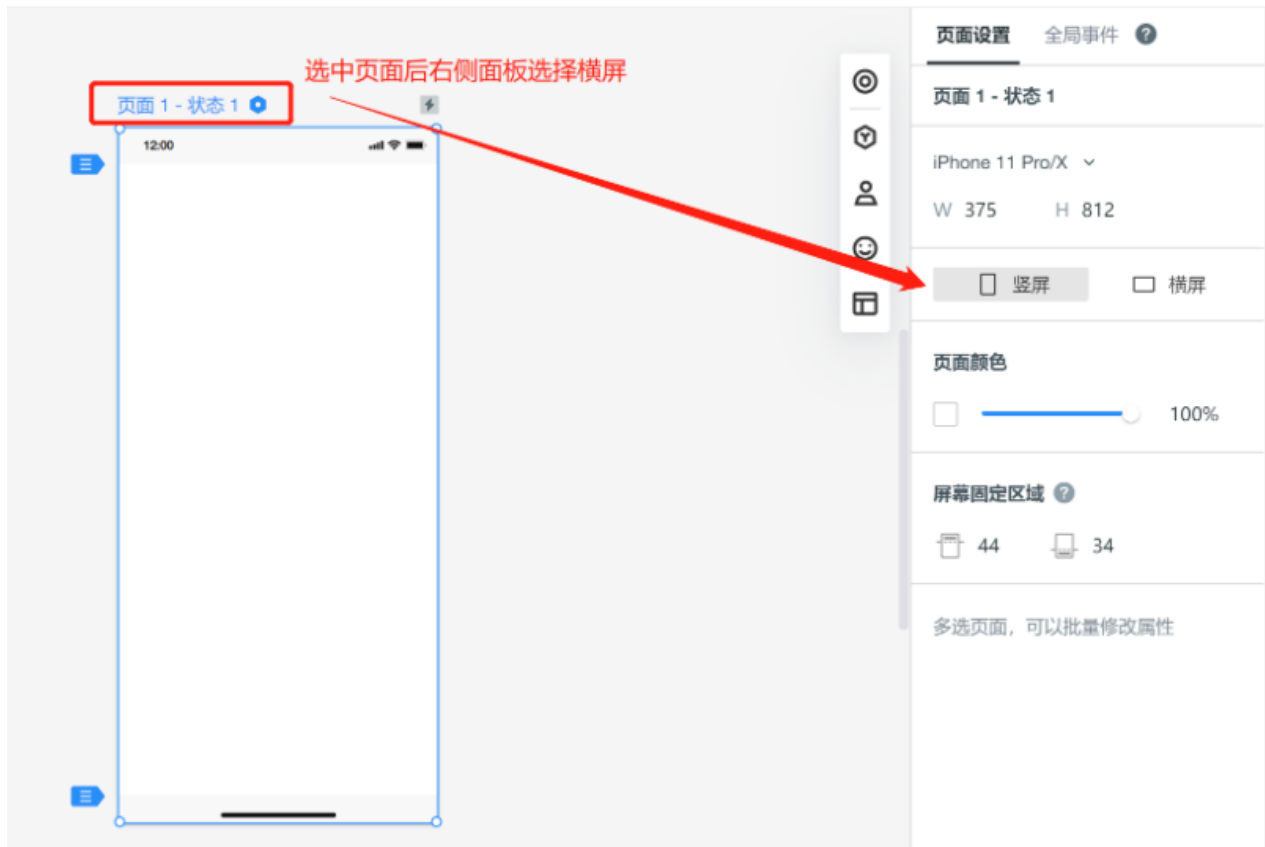 选中页面后右侧面板选择横屏
页面 1 - 状态 1
12:00
页面设置 全局事件 ?
页面 1 - 状态 1
iPhone 11 Pro/X
W 375 H 812
竖屏 横屏
页面颜色
100%
屏幕固定区域 ?
44 34
多选页面，可以批量修改属性